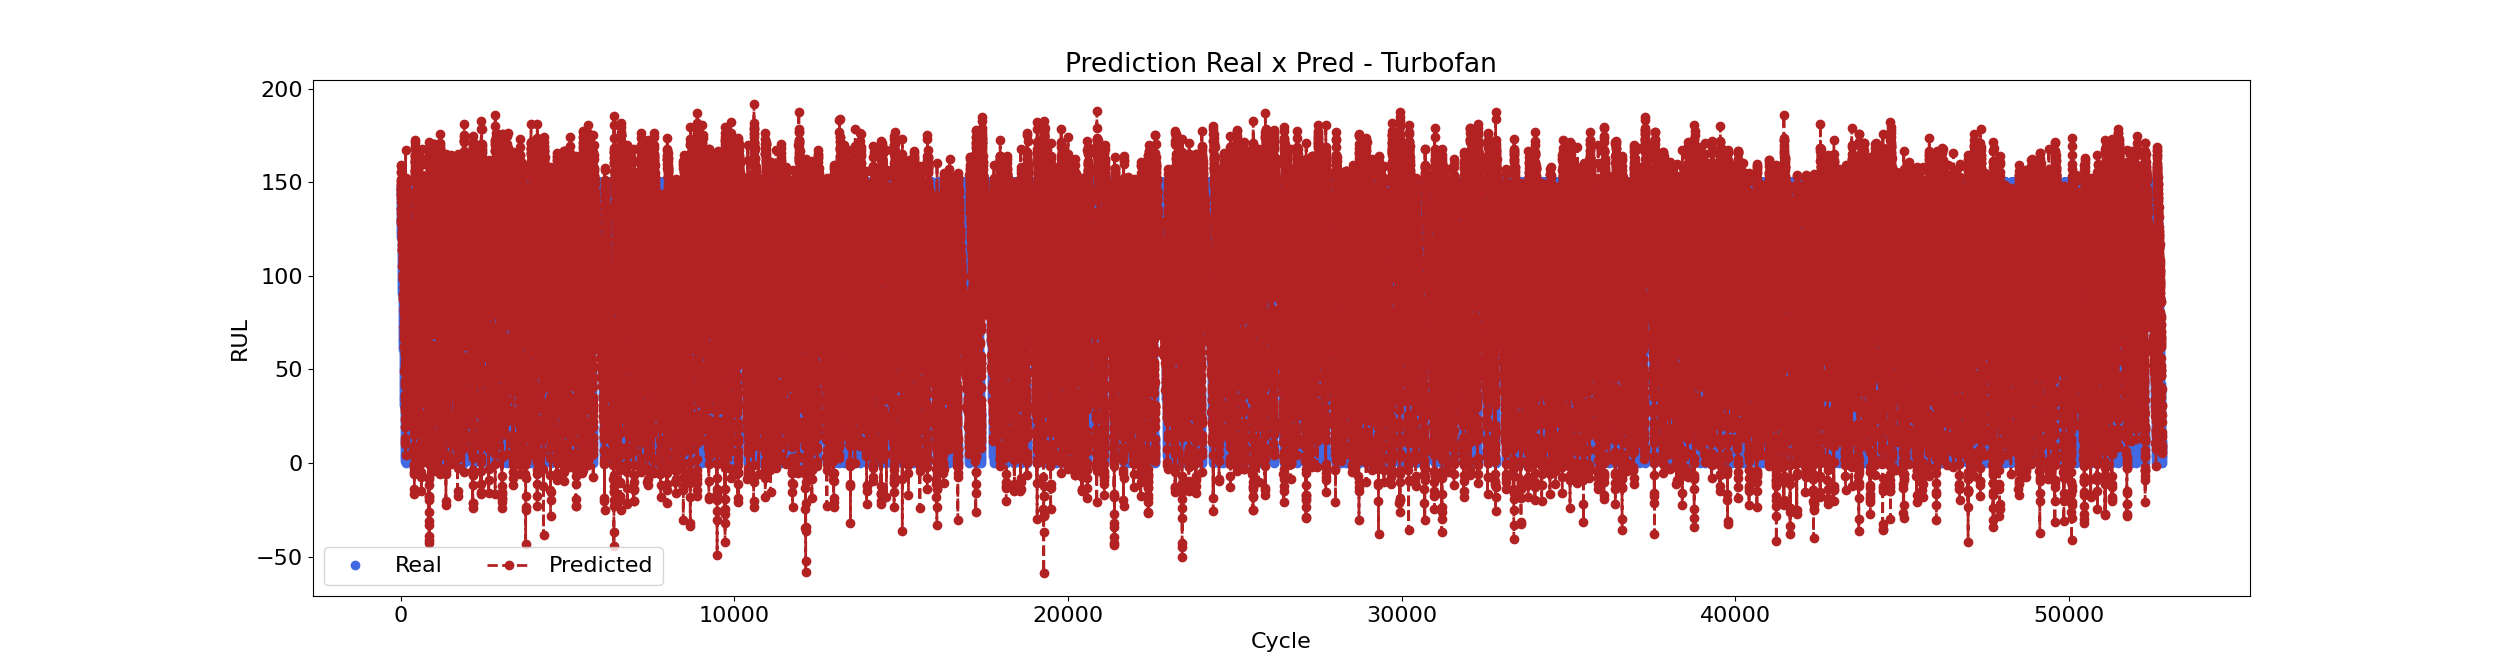 Prediction Real x Pred - Turbofan
200
150
100
50
0
−50
RUL
Real Predicted
0 10000 20000 30000 40000 50000
Cycle